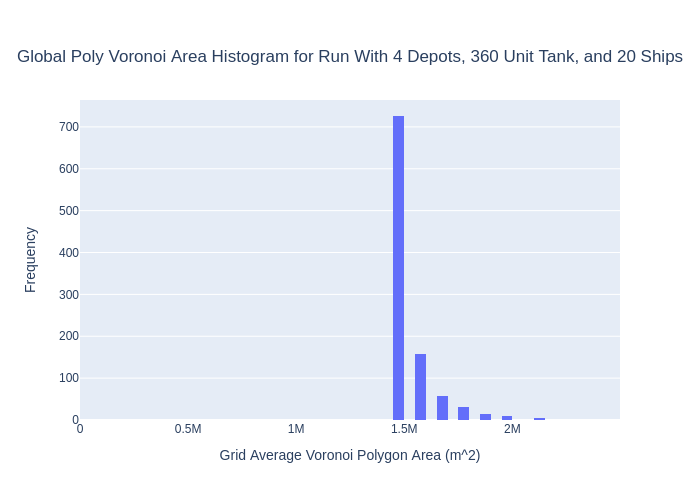 Global Poly Voronoi Area Histogram for Run With 4 Depots, 360 Unit Tank, and 20 Ships
700
600
500
400
300
200
100
0
Frequency
0 0.5M 1M 1.5M 2M
Grid Average Voronoi Polygon Area (m^2)